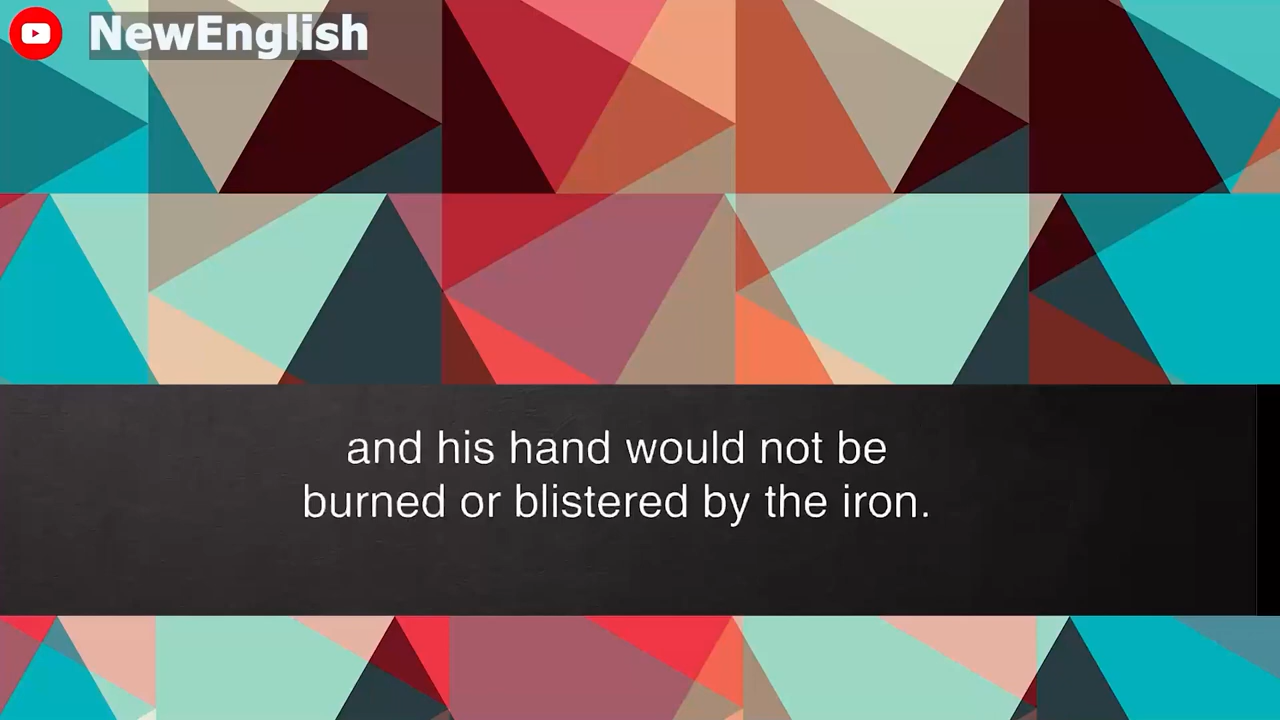 NewEnglish
and his hand would not be
burned or blistered by the iron.